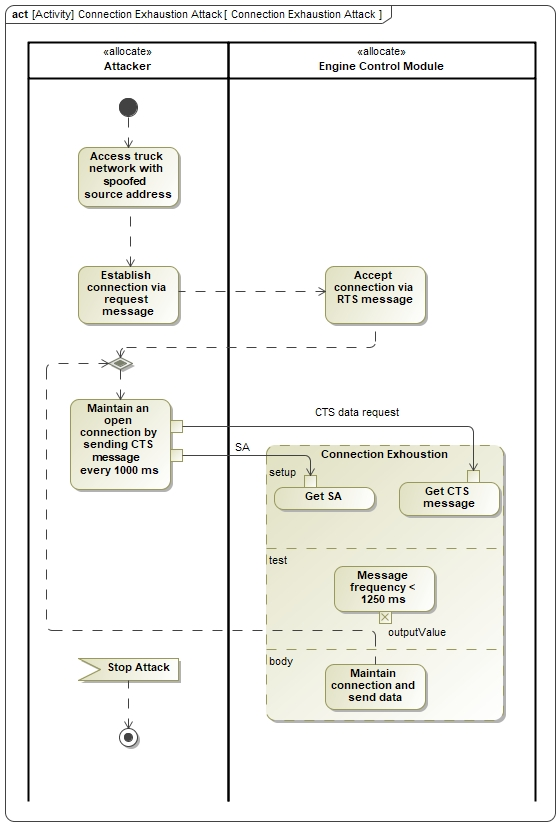 act [Activity] Connection Exhaustion Attack [ Connection Exhaustion Attack ]
«allocate»
Attacker
«allocate»
Engine Control Module
Access truck
network with
spoofed
source address
Establish
connection via
request
message
Accept
connection via
RTS message
Maintain an
open
connection by
sending CTS
message
every 1000 ms
CTS data request
SA
Connection Exhoustion
setup
Get SA
Get CTS
message
test
Message
frequency <
1250 ms
outputValue
body
Maintain
connection and
send data
Stop Attack